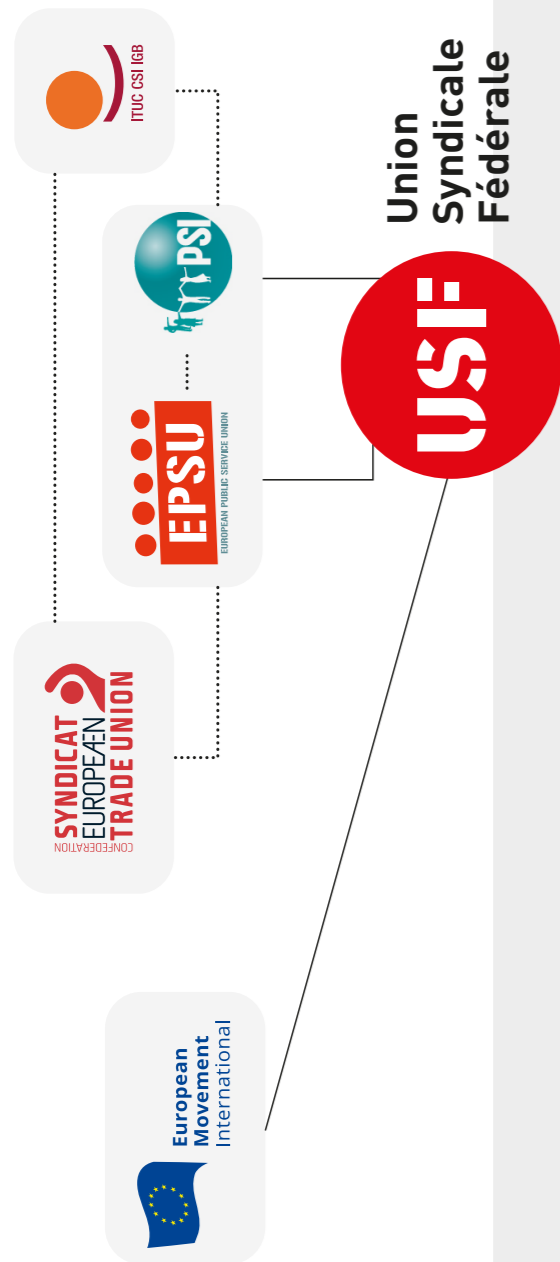 European
Movement
International
CONFEDERATION
SYNDICAT
EUROPEÆN
TRADE UNION
EPSU
EUROPEAN PUBLIC SERVICE UNION
PSI
ITUC CSI IGB
USF
Union
Syndicale
Fédérale